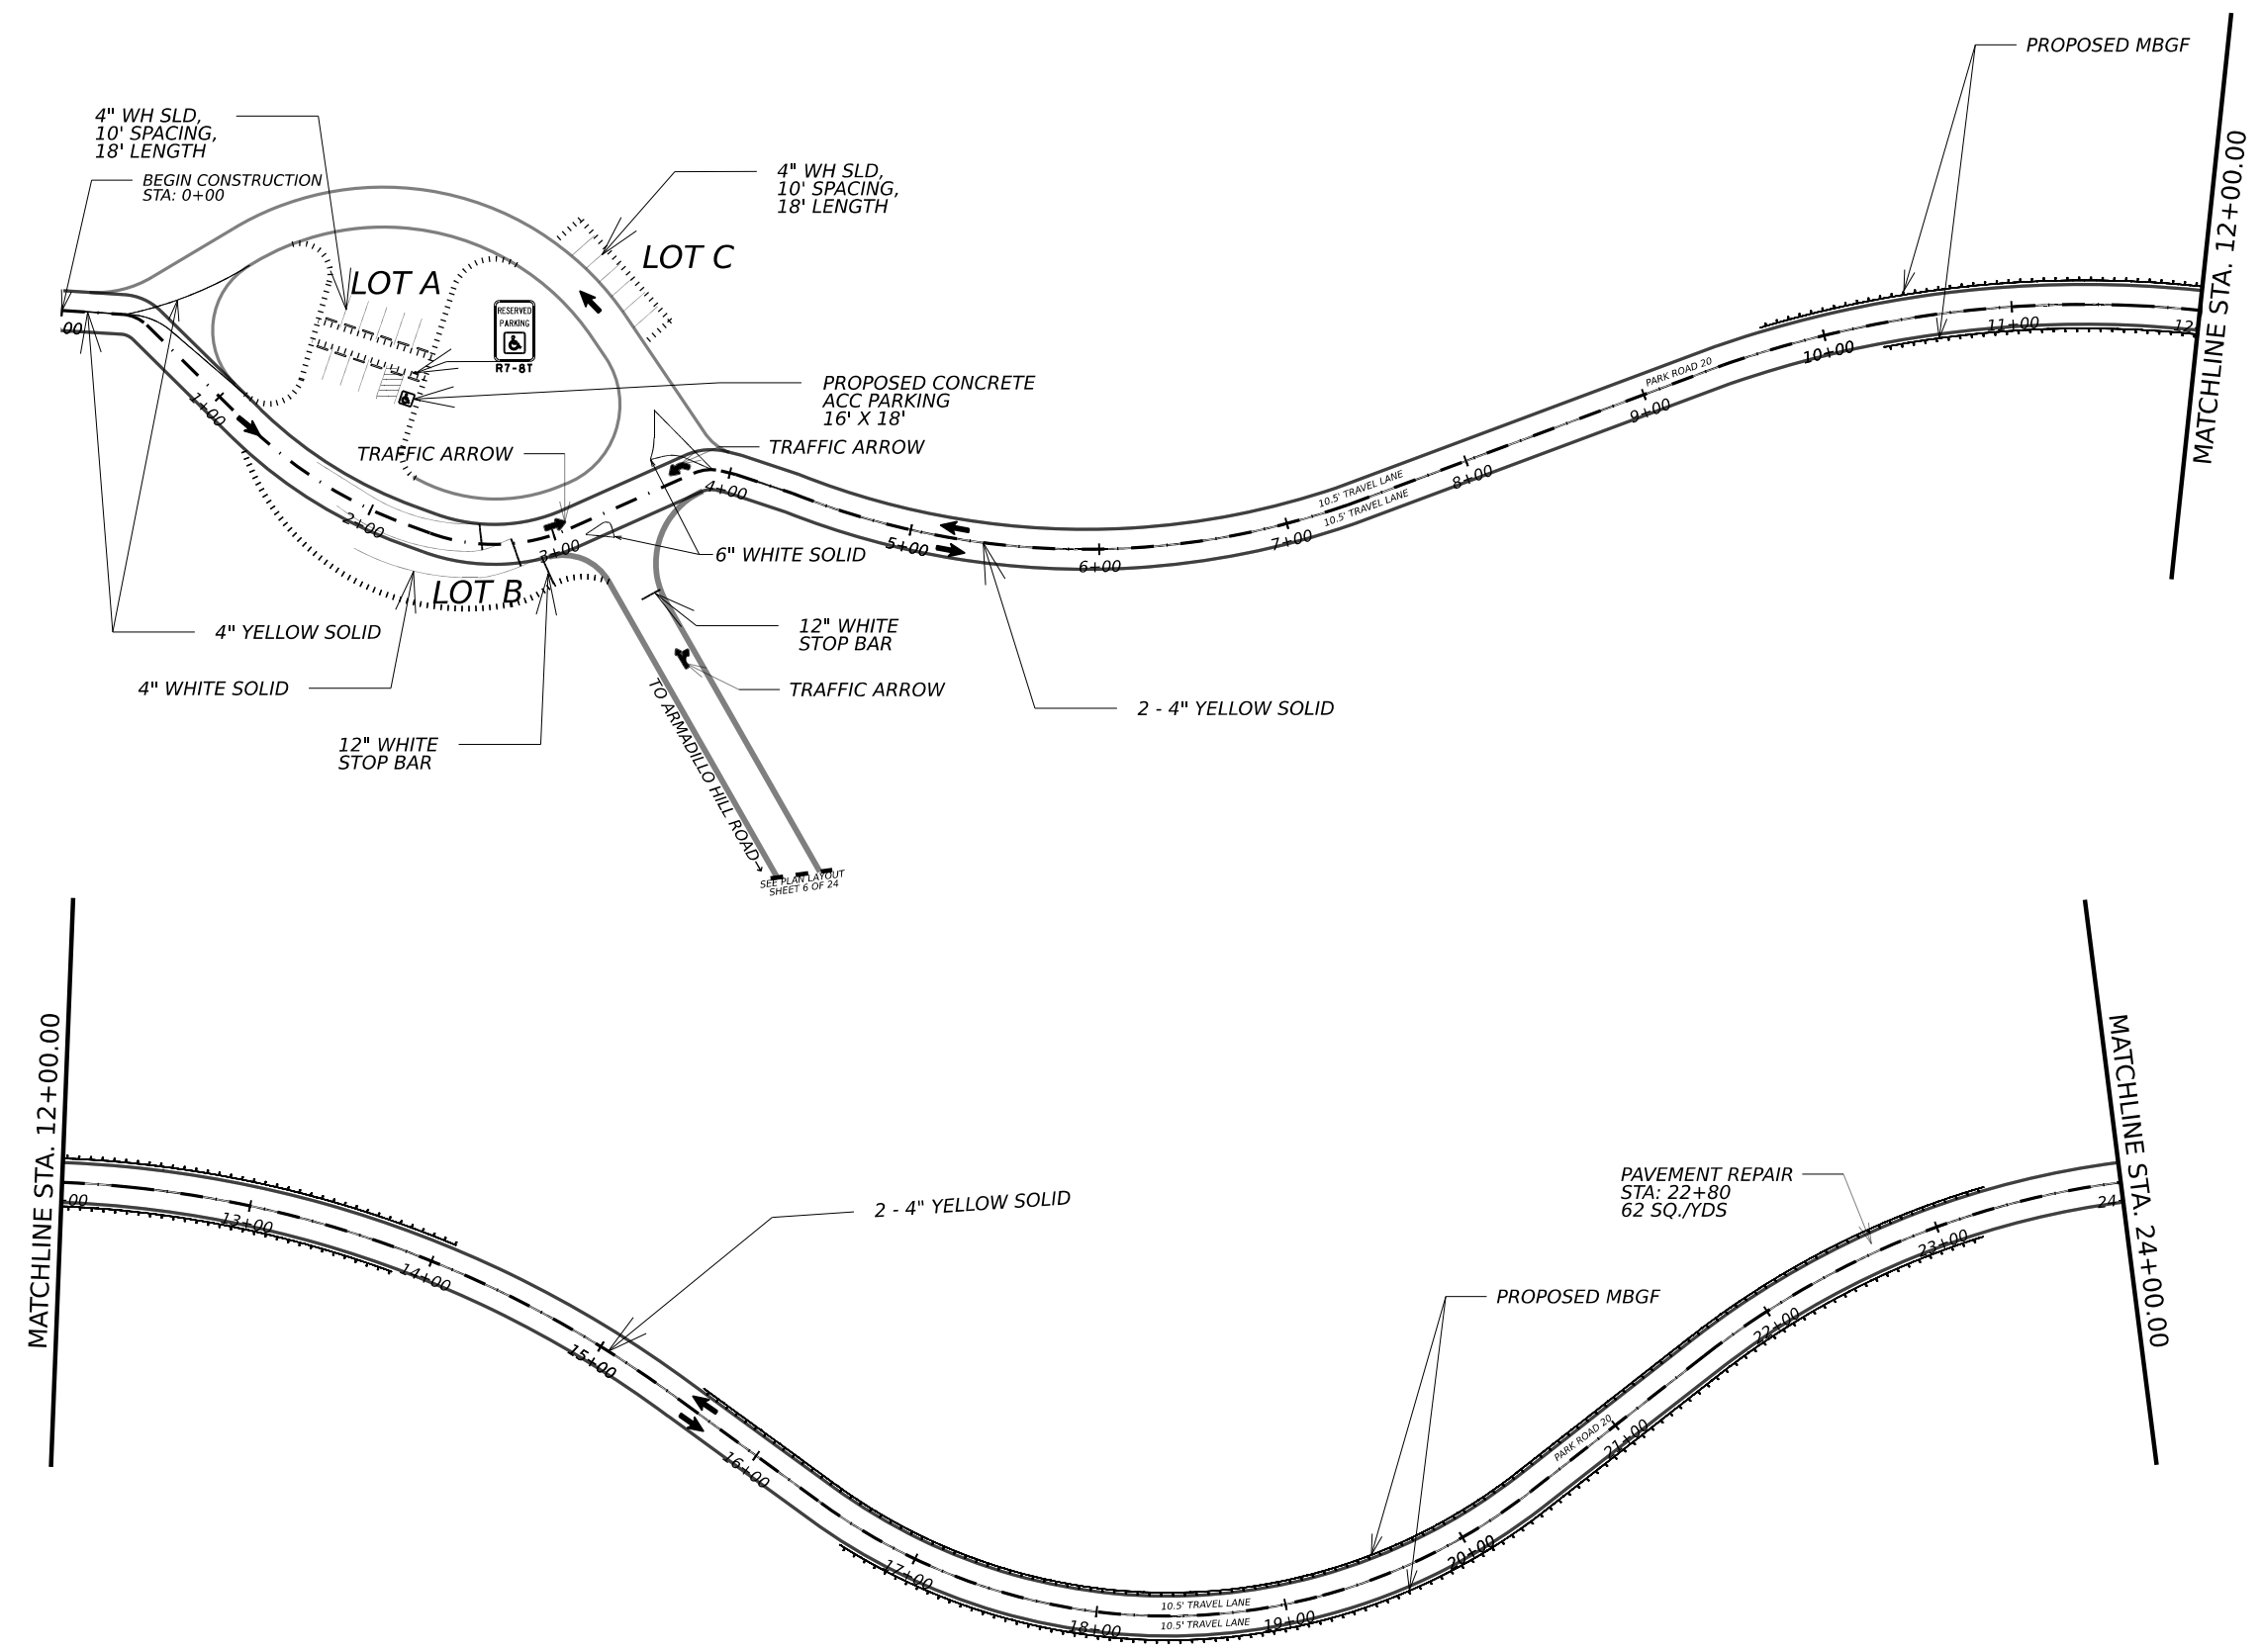 PROPOSED MBGF
4" WH SLD,
10' SPACING,
18' LENGTH
BEGIN CONSTRUCTION
STA: 0+00
4" WH SLD,
10' SPACING,
18' LENGTH
LOT C
LOT A
RESERVED
PARKING
R7-8T
00
MATCHLINE STA. 12+00.00
PROPOSED CONCRETE
ACC PARKING
16' X 18'
TRAFFIC ARROW
TRAFFIC ARROW
1+00
2+00
3+00
4+00
5+00
6+00
7+00
8+00
9+00
10+00
11+00
12
PARK ROAD 20
10.5' TRAVEL LANE
10.5' TRAVEL LANE
6" WHITE SOLID
LOT B
4" YELLOW SOLID
12" WHITE
STOP BAR
4" WHITE SOLID
TRAFFIC ARROW
2 - 4" YELLOW SOLID
12" WHITE
STOP BAR
TO ARMADILLO HILL ROAD→
SEE PLAN LAYOUT
SHEET 6 OF 24
MATCHLINE STA. 12+00.00
MATCHLINE STA. 24+00.00
2 - 4" YELLOW SOLID
PAVEMENT REPAIR
STA: 22+80
62 SQ./YDS
PROPOSED MBGF
00
13+00
14+00
15+00
16+00
17+00
18+00
19+00
20+00
21+00
22+00
23+00
24
PARK ROAD 20
10.5' TRAVEL LANE
10.5' TRAVEL LANE